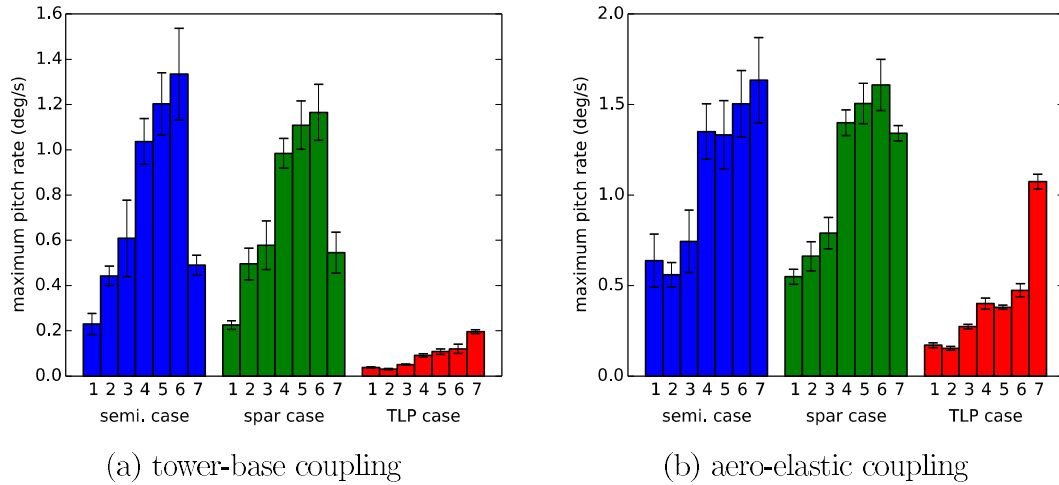 maximum pitch rate (deg/s)
1.6
1.4
1.2
1.0
0.8
0.6
0.4
0.2
0.0
1 2 3 4 5 6 7
semi. case
1 2 3 4 5 6 7
spar case
1 2 3 4 5 6 7
TLP case
(a) tower-base coupling
maximum pitch rate (deg/s)
2.0
1.5
1.0
0.5
0.0
1 2 3 4 5 6 7
semi. case
1 2 3 4 5 6 7
spar case
1 2 3 4 5 6 7
TLP case
(b) aero-elastic coupling